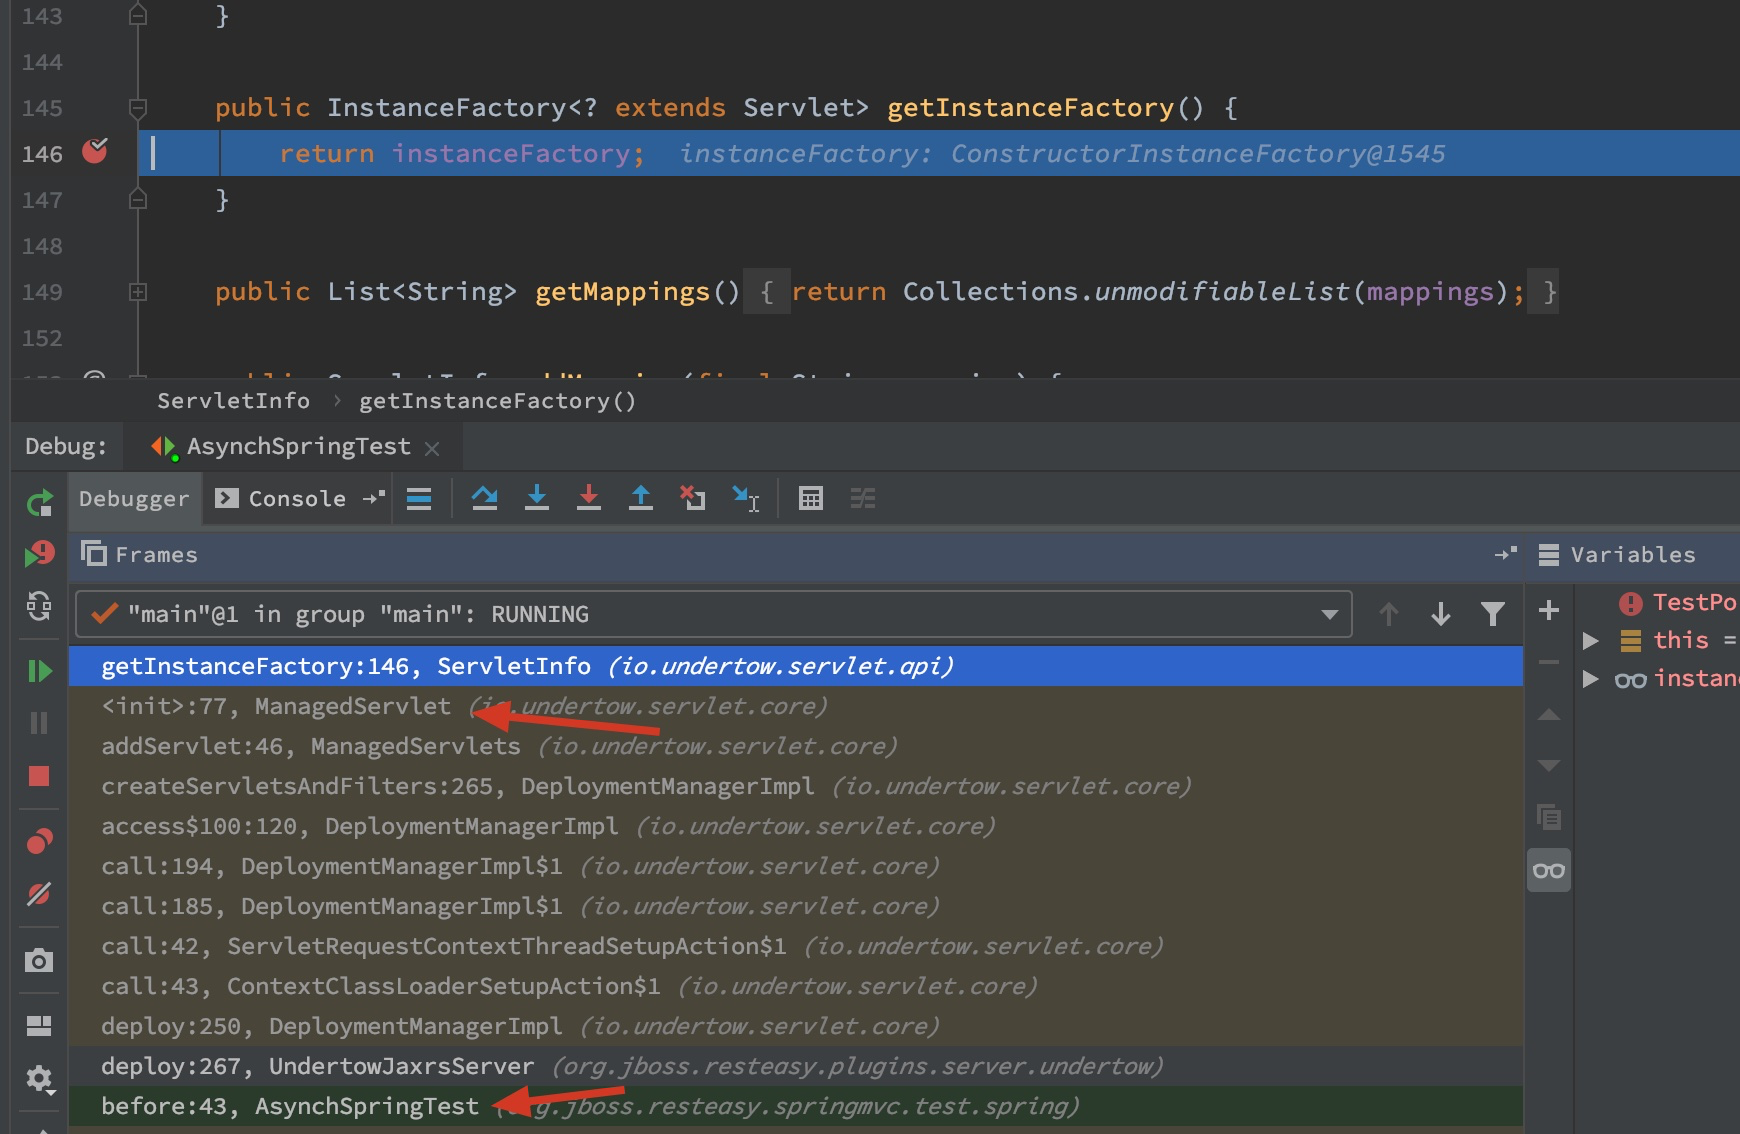 143 }
144
145 public InstanceFactory<? extends Servlet> getInstanceFactory() {
146 return instanceFactory; instanceFactory: ConstructorInstanceFactory@1545
147 }
148
149 public List<String> getMappings() { return Collections.unmodifiableList(mappings); }
152
ServletInfo > getInstanceFactory()
Debug: AsynchSpringTest
Debugger Console
Frames Variables
"main"@1 in group "main": RUNNING
TestPo
this =
instan
getInstanceFactory:146, ServletInfo (io.undertow.servlet.api)
<init>:77, ManagedServlet (io.undertow.servlet.core)
addServlet:46, ManagedServlets (io.undertow.servlet.core)
createServletsAndFilters:265, DeploymentManagerImpl (io.undertow.servlet.core)
access$100:120, DeploymentManagerImpl (io.undertow.servlet.core)
call:194, DeploymentManagerImpl$1 (io.undertow.servlet.core)
call:185, DeploymentManagerImpl$1 (io.undertow.servlet.core)
call:42, ServletRequestContextThreadSetupAction$1 (io.undertow.servlet.core)
call:43, ContextClassLoaderSetupAction$1 (io.undertow.servlet.core)
deploy:250, DeploymentManagerImpl (io.undertow.servlet.core)
deploy:267, UndertowJaxrsServer (org.jboss.resteasy.plugins.server.undertow)
before:43, AsynchSpringTest (org.jboss.resteasy.springmvc.test.spring)